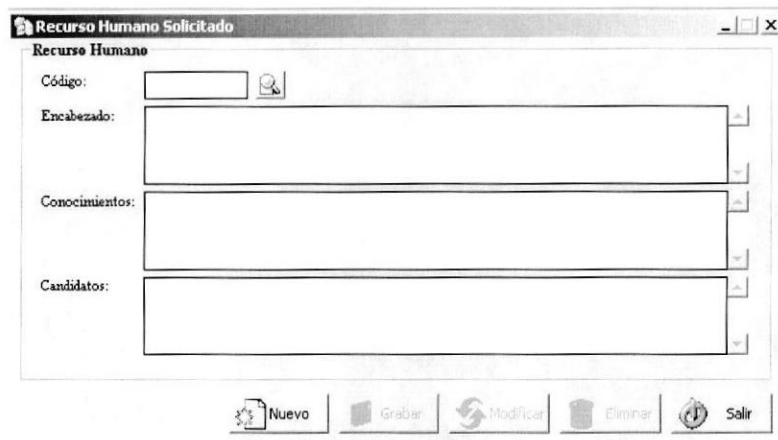 Recurso Humano Solicitado
Recurso Humano
Código:
Encabezado:
Conocimientos:
Candidatos:
Nuevo Grabar Modificar Eliminar Salir